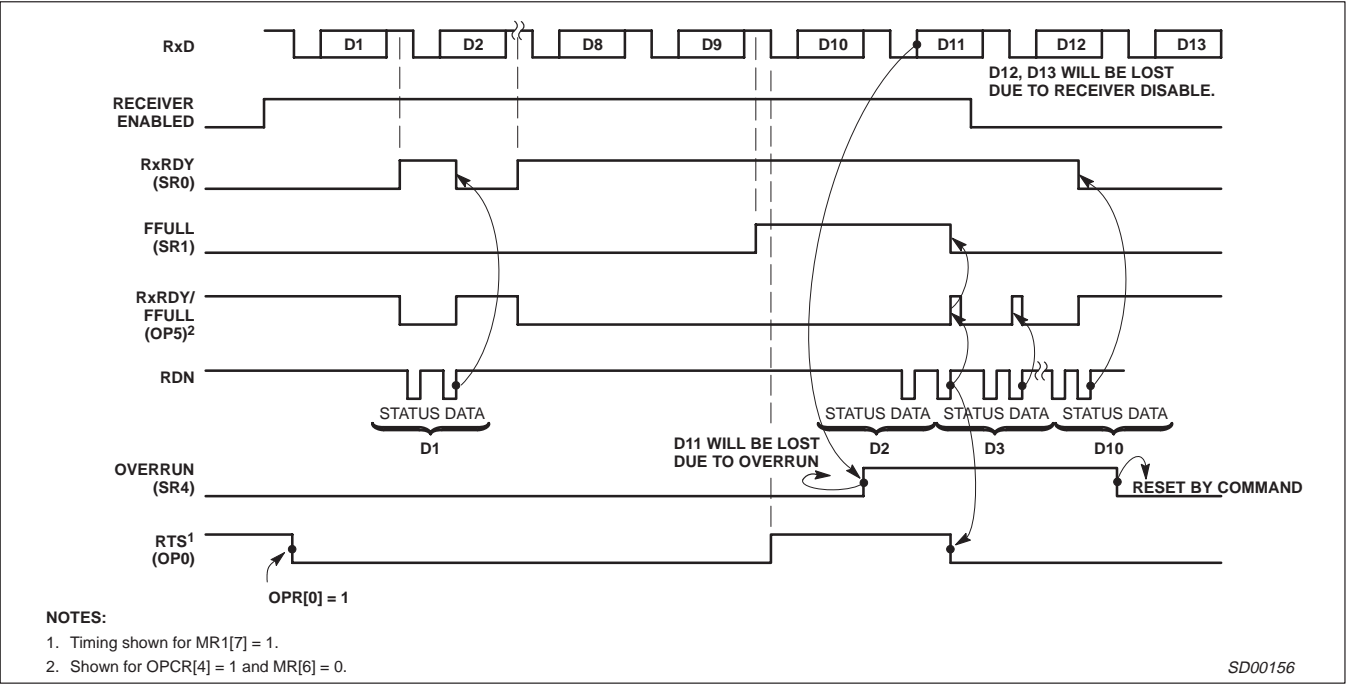 RxD
D1
D2
D8
D9
D10
D11
D12
D13
D12, D13 WILL BE LOST
DUE TO RECEIVER DISABLE.
RECEIVER
ENABLED
RxRDY
(SR0)
FFULL
(SR1)
RxRDY/
FFULL
(OP5)2
RDN
STATUS DATA
D1
STATUS DATA
D2
STATUS DATA
D3
STATUS DATA
D10
D11 WILL BE LOST
DUE TO OVERRUN
OVERRUN
(SR4)
RESET BY COMMAND
RTS1
(OP0)
OPR[0] = 1
NOTES:
1. Timing shown for MR1[7] = 1.
2. Shown for OPCR[4] = 1 and MR[6] = 0.
SD00156